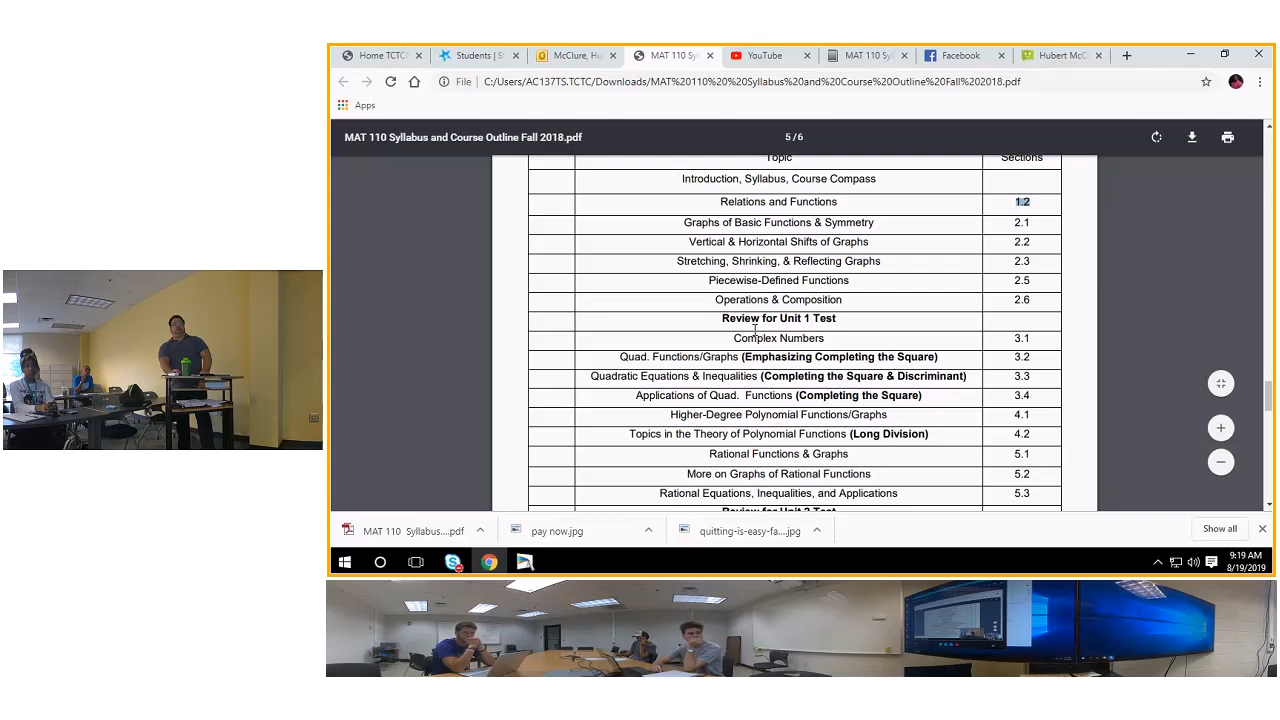 Home TCTC
Students | S
McClure, Hu
MAT 110 Sy
YouTube
MAT 110 Syl
Facebook
Hubert McC
File
C:/Users/AC137TS.TCTC/Downloads/MAT%20110%20%20Syllabus%20and%20Course%20Outline%20Fall%202018.pdf
Apps
MAT 110 Syllabus and Course Outline Fall 2018.pdf
5 / 6
Topic Sections
Introduction, Syllabus, Course Compass
Relations and Functions 1.2
Graphs of Basic Functions & Symmetry 2.1
Vertical & Horizontal Shifts of Graphs 2.2
Stretching, Shrinking, & Reflecting Graphs 2.3
Piecewise-Defined Functions 2.5
Operations & Composition 2.6
Review for Unit 1 Test
Complex Numbers 3.1
Quad. Functions/Graphs (Emphasizing Completing the Square) 3.2
Quadratic Equations & Inequalities (Completing the Square & Discriminant) 3.3
Applications of Quad. Functions (Completing the Square) 3.4
Higher-Degree Polynomial Functions/Graphs 4.1
Topics in the Theory of Polynomial Functions (Long Division) 4.2
Rational Functions & Graphs 5.1
More on Graphs of Rational Functions 5.2
Rational Equations, Inequalities, and Applications 5.3
Review for Unit 2 Test
MAT 110 Syllabus....pdf
pay now.jpg
quitting-is-easy-fa....jpg
Show all
9:19 AM
8/19/2019